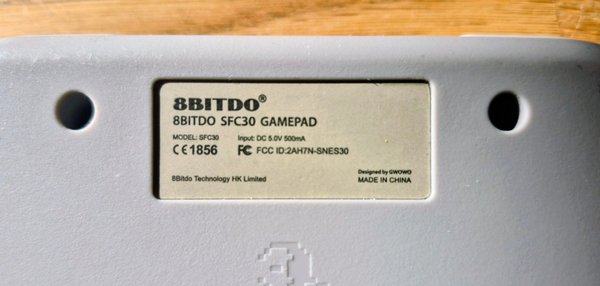 8BITDO®
8BITDO SFC30 GAMEPAD
MODEL: SFC30 Input: DC 5.0V 500mA
CE1856 FC FCC ID:2AH7N-SNES30
8Bitdo Technology HK Limited
Designed by GWOWO
MADE IN CHINA